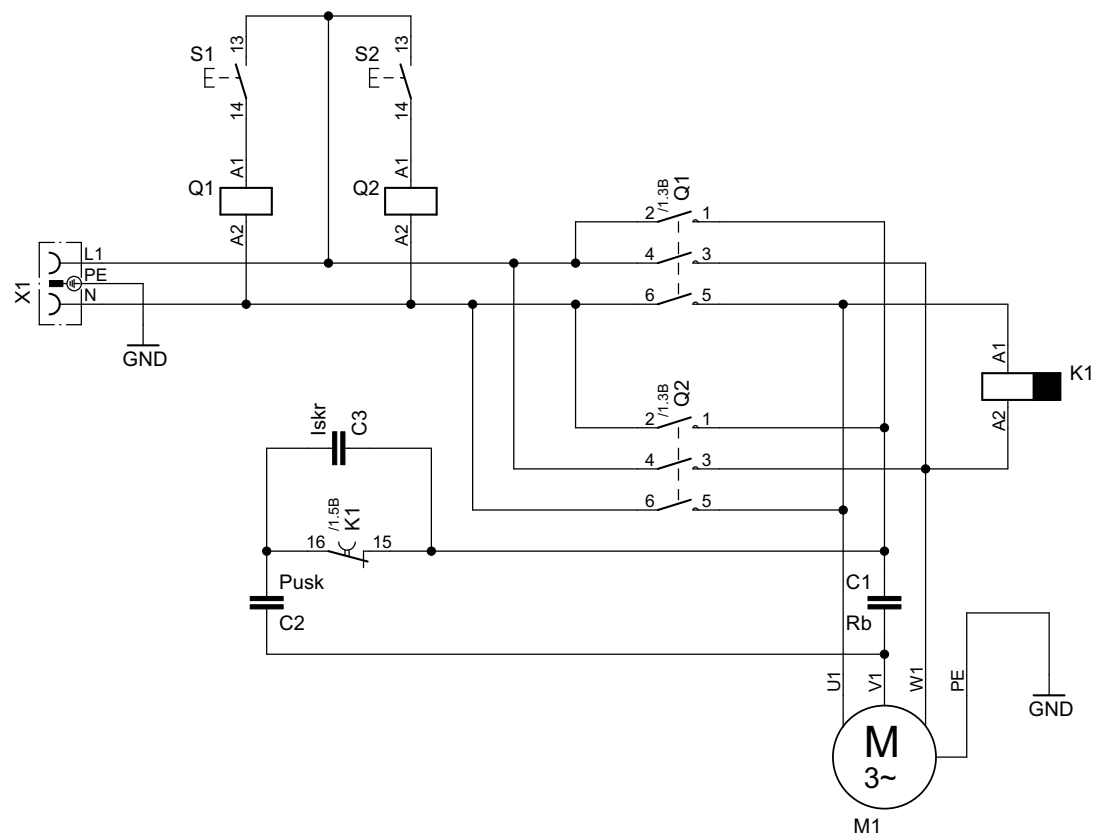 S1
13
14
S2
13
14
Q1
A1
A2
Q2
A1
A2
X1
L1
PE
N
GND
/1.3B
Q1
2 1
4 3
6 5
A1
K1
A2
/1.3B
Q2
2 1
4 3
6 5
Iskr
C3
/1.5B
K1
16 15
Pusk
C2
C1
Rb
U1
V1
W1
PE
GND
M
3~
M1